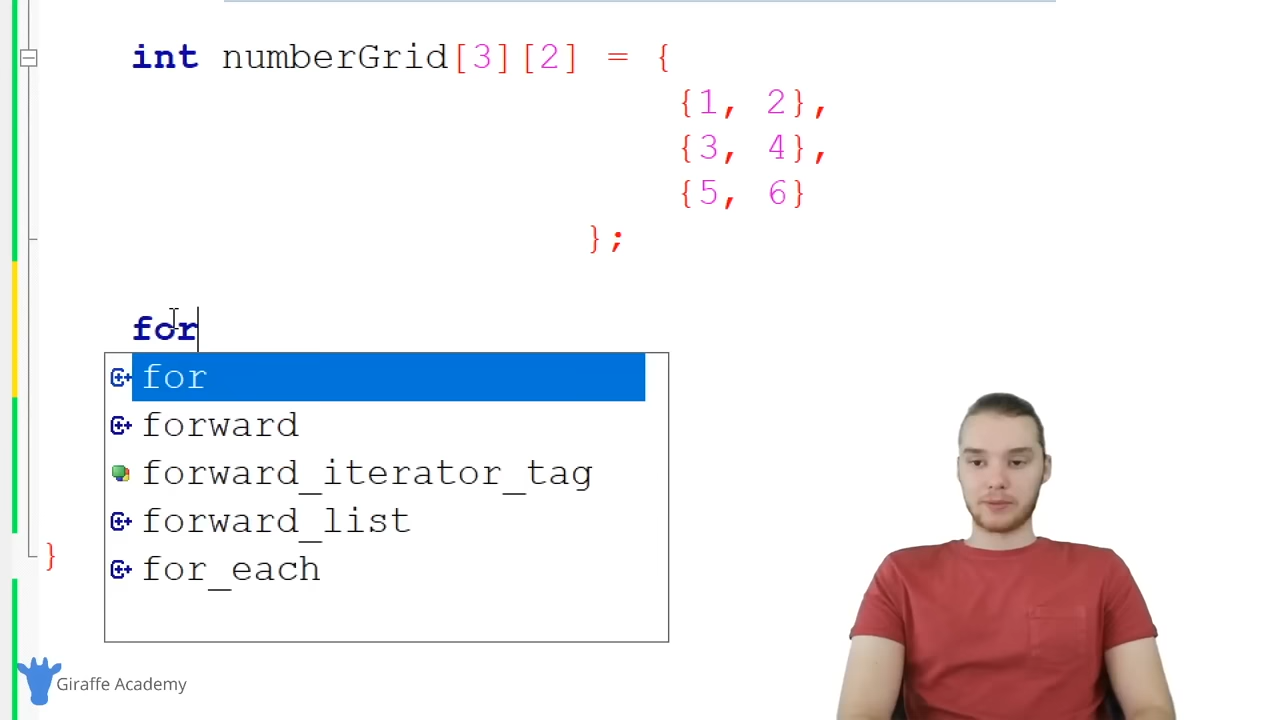 int numberGrid[3][2] = {
{1, 2},
{3, 4},
{5, 6}
};
for
for
forward
forward_iterator_tag
forward_list
for_each
}
Giraffe Academy